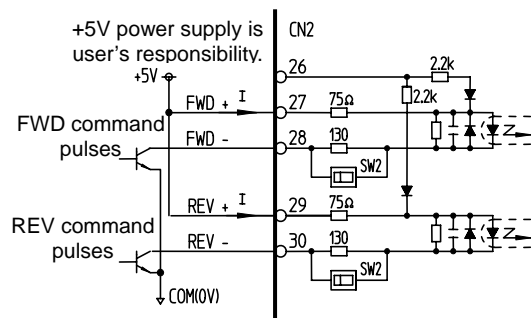 +5V power supply is
user's responsibility.
CN2
+5V
26
2.2k
FWD + I
27
75Ω
2.2k
FWD command
pulses
FWD -
28
130
SW2
REV + I
29
75Ω
REV command
pulses
REV -
30
130
SW2
COM(0V)